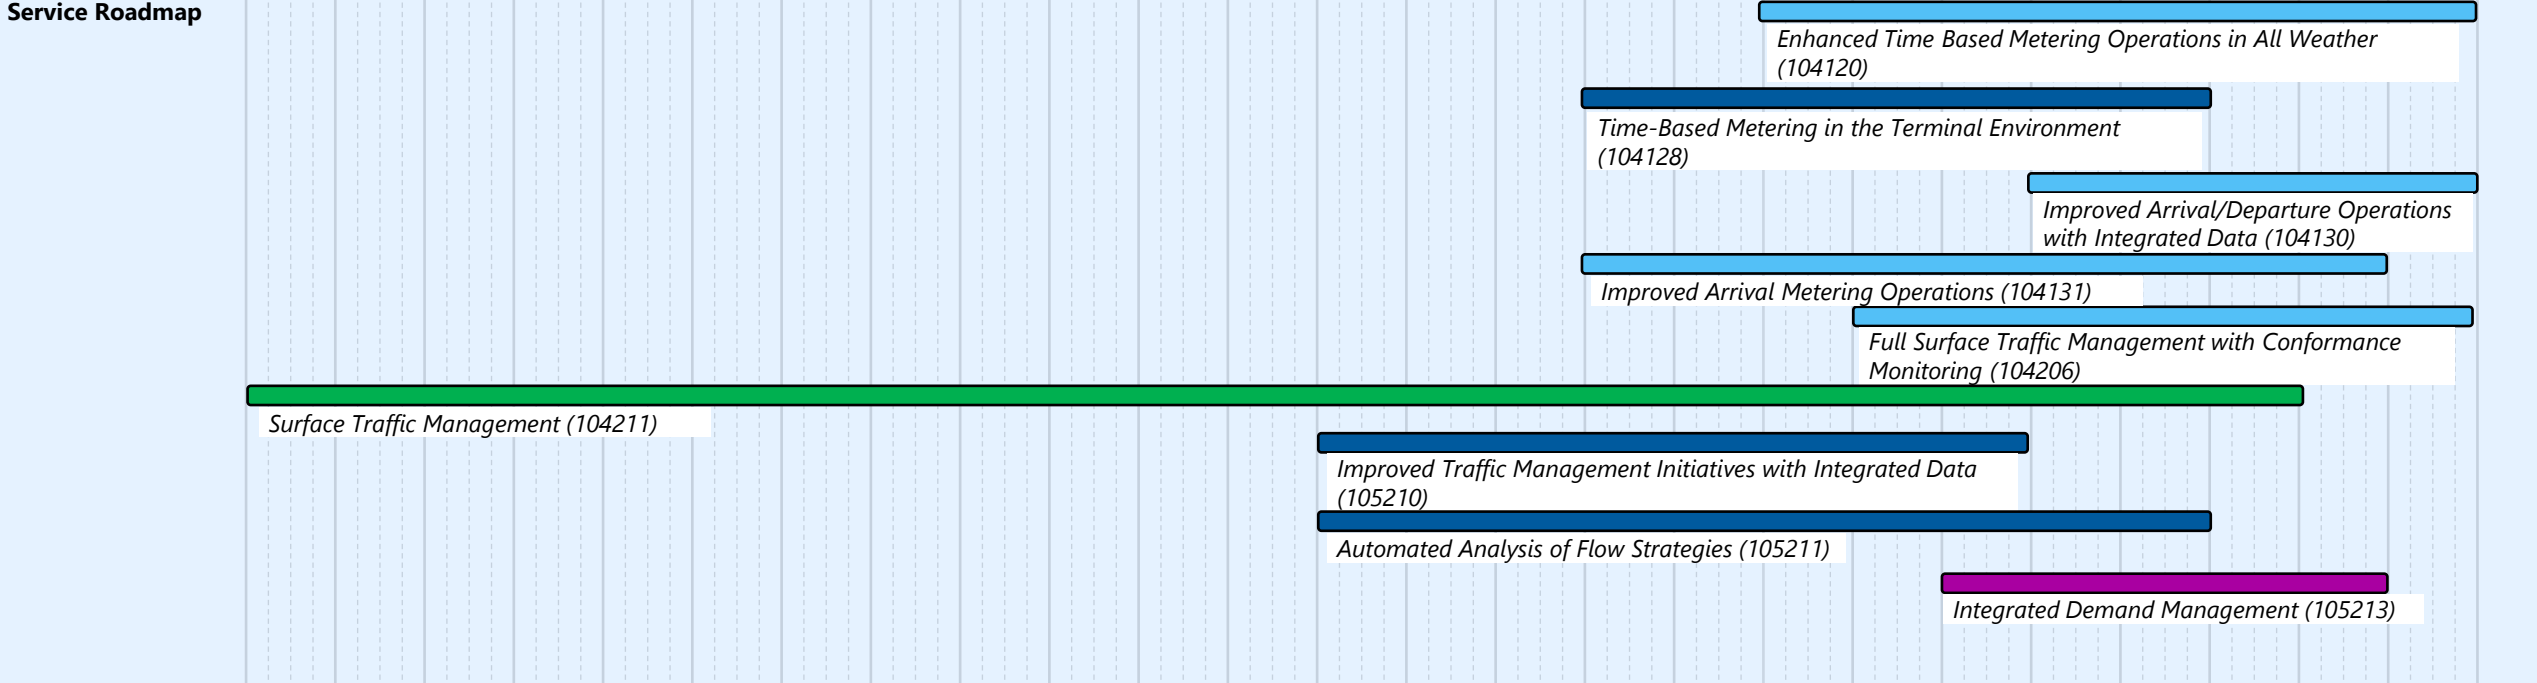 Service Roadmap
Enhanced Time Based Metering Operations in All Weather
(104120)
Time-Based Metering in the Terminal Environment
(104128)
Improved Arrival/Departure Operations
with Integrated Data (104130)
Improved Arrival Metering Operations (104131)
Full Surface Traffic Management with Conformance
Monitoring (104206)
Surface Traffic Management (104211)
Improved Traffic Management Initiatives with Integrated Data
(105210)
Automated Analysis of Flow Strategies (105211)
Integrated Demand Management (105213)